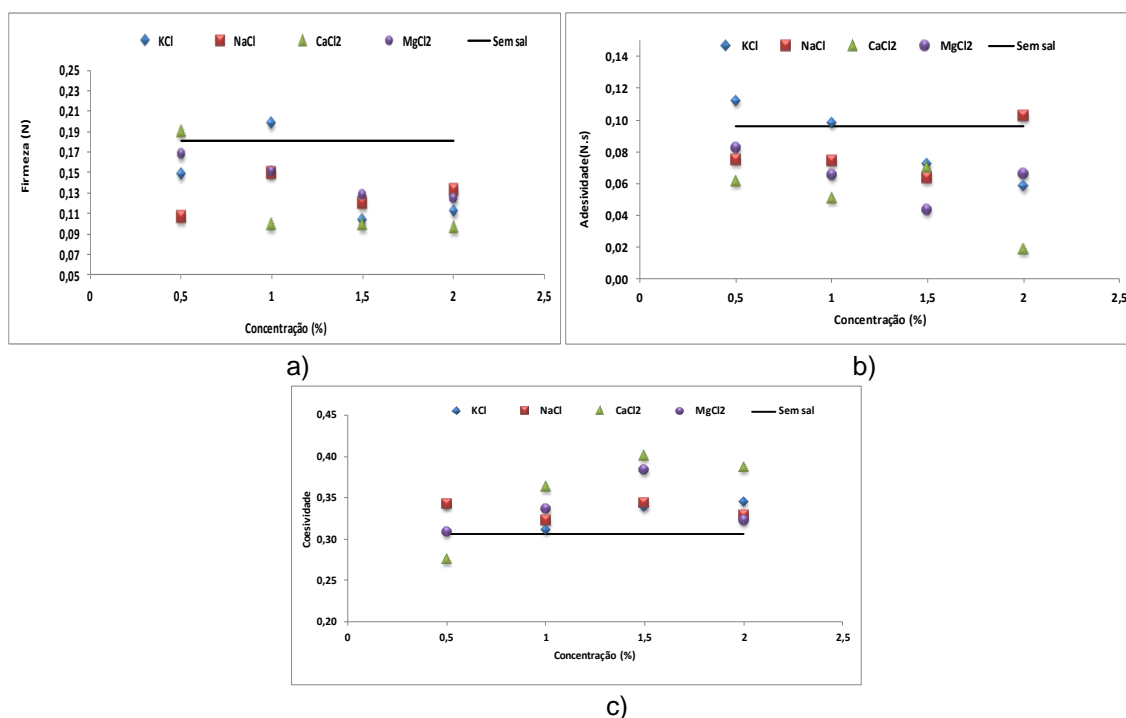 KCl NaCl CaCl2 MgCl2 Sem sal
Firmeza (N)
0,25
0,23
0,21
0,19
0,17
0,15
0,13
0,11
0,09
0,07
0,05
0 0,5 1 1,5 2 2,5
Concentração (%)
a)
KCl NaCl CaCl2 MgCl2 Sem sal
Adesividade(N.s)
0,14
0,12
0,10
0,08
0,06
0,04
0,02
0,00
0 0,5 1 1,5 2 2,5
Concentração (%)
b)
KCl NaCl CaCl2 MgCl2 Sem sal
Coesividade
0,45
0,40
0,35
0,30
0,25
0,20
0 0,5 1 1,5 2 2,5
Concentração (%)
c)